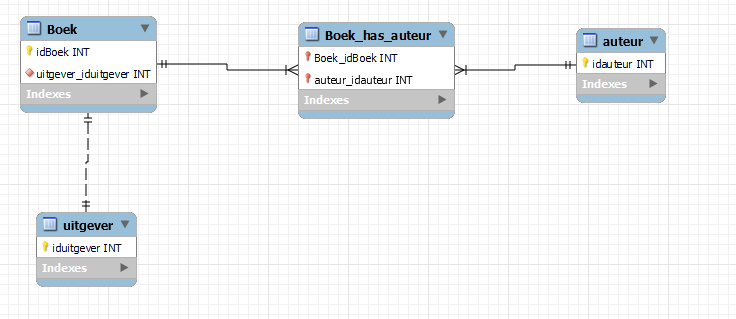 Boek
idBoek INT
uitgever_iduitgever INT
Indexes
Boek_has_auteur
Boek_idBoek INT
auteur_idauteur INT
Indexes
auteur
idauteur INT
Indexes
uitgever
iduitgever INT
Indexes